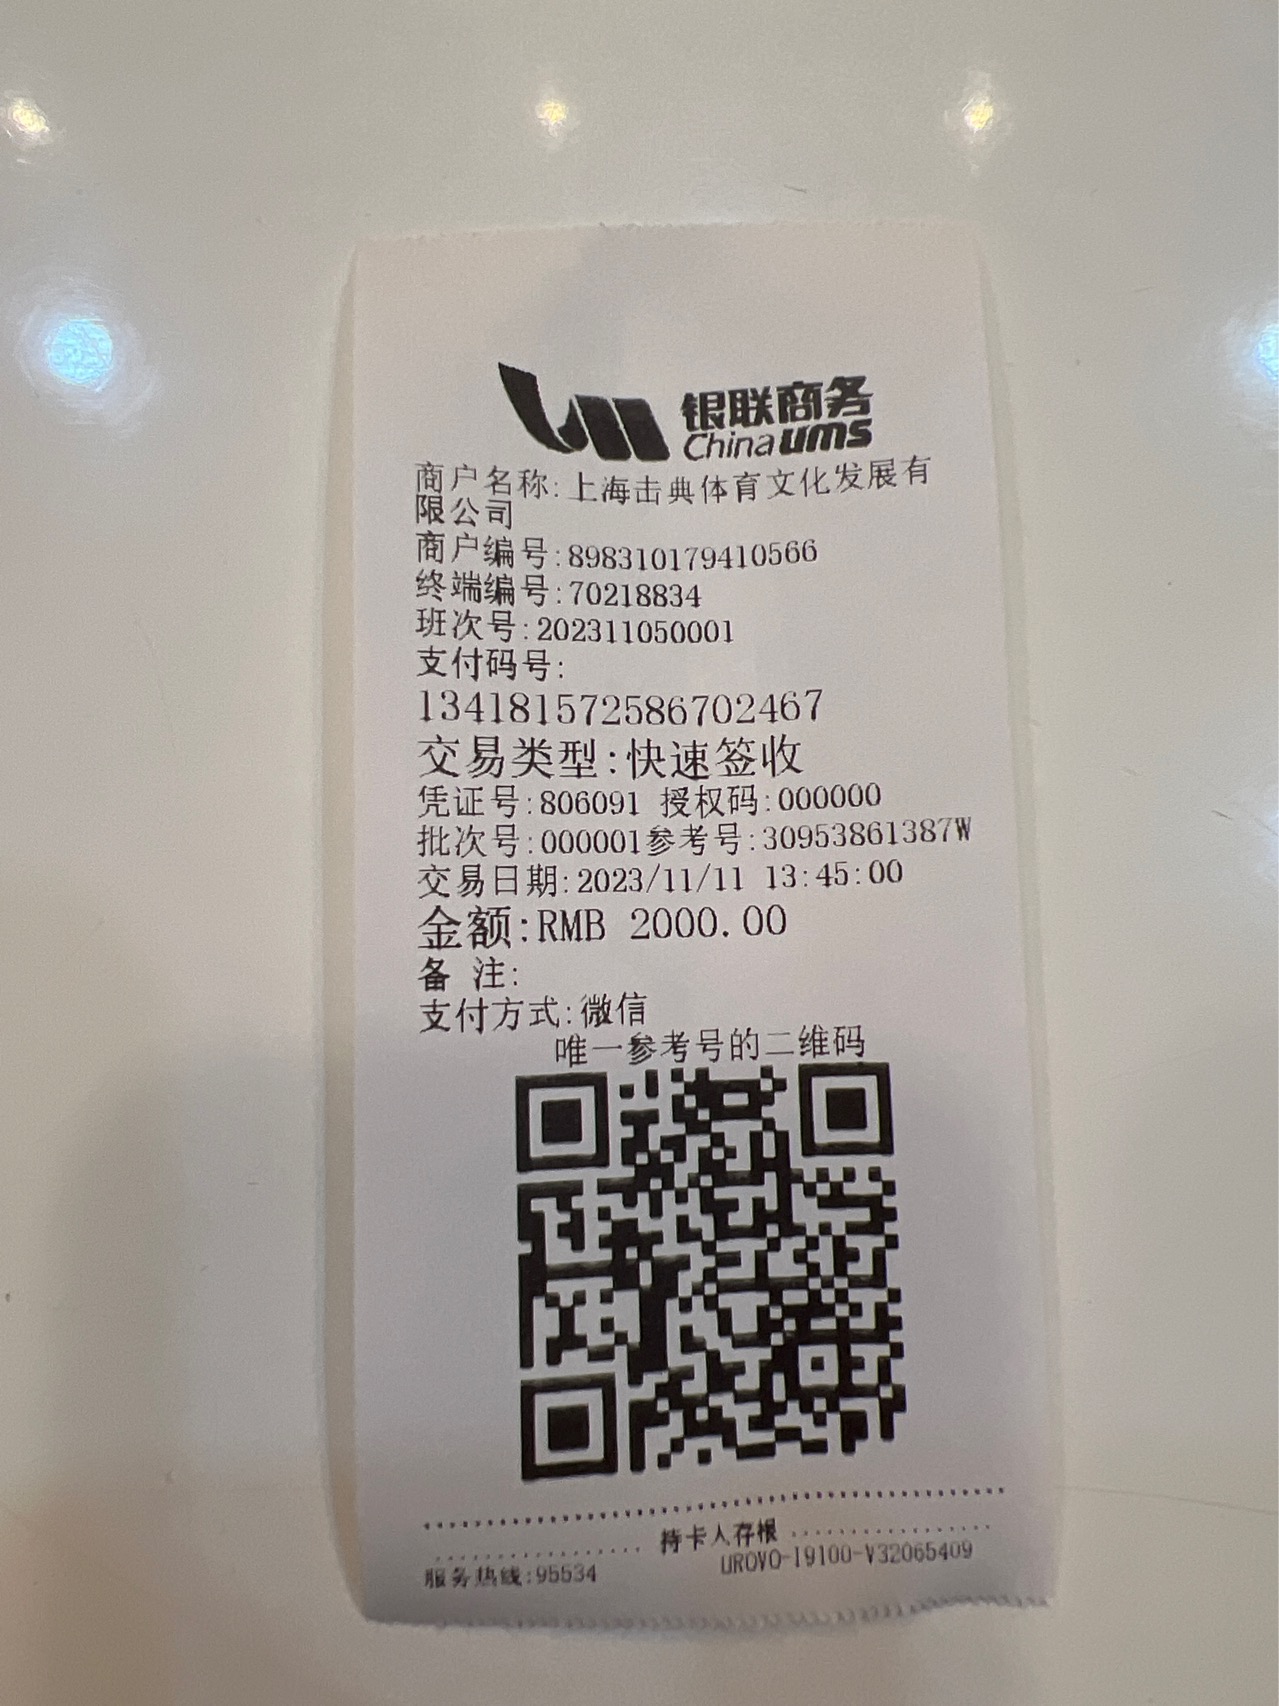 银联商务
China ums
商户名称:上海击典体育文化发展有
限公司
商户编号:898310179410566
终端编号:70218834
班次号:202311050001
支付码号:
134181572586702467
交易类型:快速签收
凭证号:806091 授权码:000000
批次号:000001参考号:30953861387W
交易日期:2023/11/11 13:45:00
金额:RMB 2000.00
备 注:
支付方式:微信
唯一参考号的二维码
持卡人存根
服务热线:95534 UROVO-I9100-V32065409